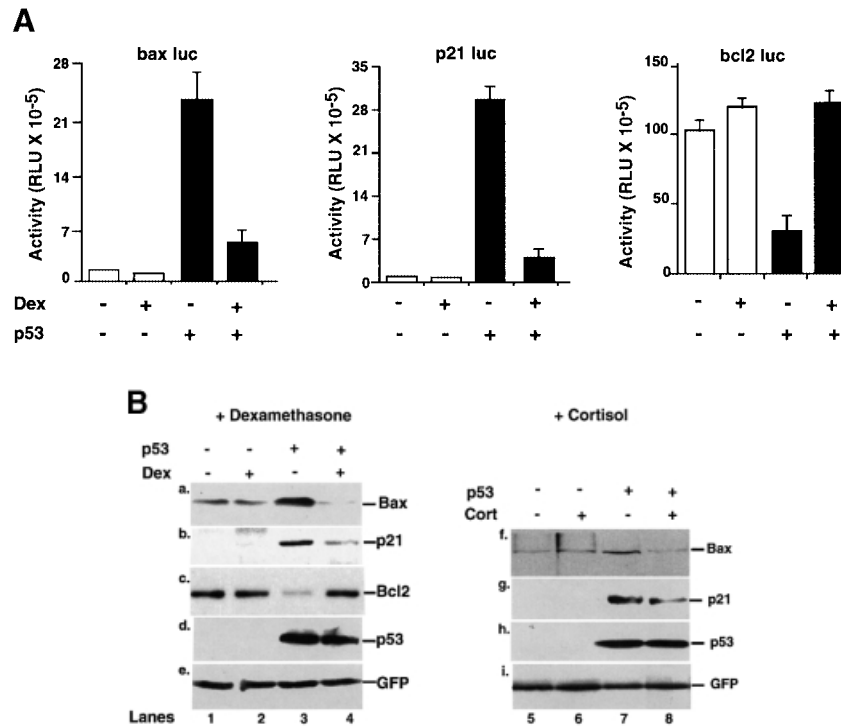 A
bax luc
Activity (RLU X 10-5)
28
21
14
7
0
p21 luc
Activity (RLU X 10-5)
35
28
21
14
7
0
bcl2 luc
Activity (RLU X 10-5)
150
100
50
0
Dex - + - + - + - + - + - +
p53 - - + + - - + + - - + +
B
+ Dexamethasone
p53 - - + +
Dex - + - +
a. Bax
b. p21
c. Bcl2
d. p53
e. GFP
Lanes 1 2 3 4
+ Cortisol
p53 - - + +
Cort - + - +
f. Bax
g. p21
h. p53
i. GFP
5 6 7 8